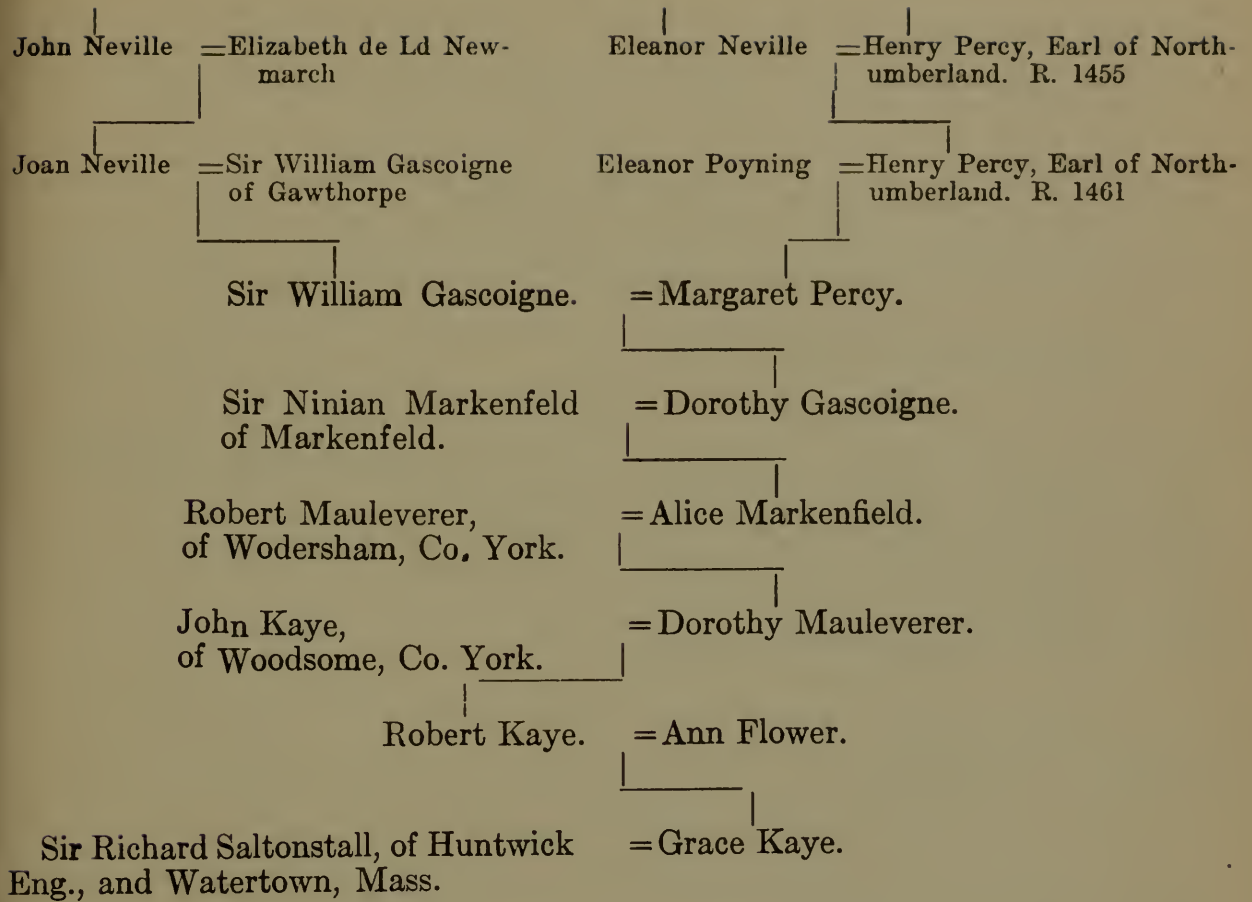 John Neville =Elizabeth de Ld New-
march
Eleanor Neville =Henry Percy, Earl of North-
umberland. R. 1455
Joan Neville =Sir William Gascoigne
of Gawthorpe
Eleanor Poyning =Henry Percy, Earl of North-
umberland. R. 1461
Sir William Gascoigne. =Margaret Percy.
Sir Ninian Markenfeld =Dorothy Gascoigne.
of Markenfeld.
Robert Mauleverer, =Alice Markenfield.
of Wodersham, Co. York.
John Kaye, =Dorothy Mauleverer.
of Woodsome, Co. York.
Robert Kaye. =Ann Flower.
Sir Richard Saltonstall, of Huntwick =Grace Kaye.
Eng., and Watertown, Mass.